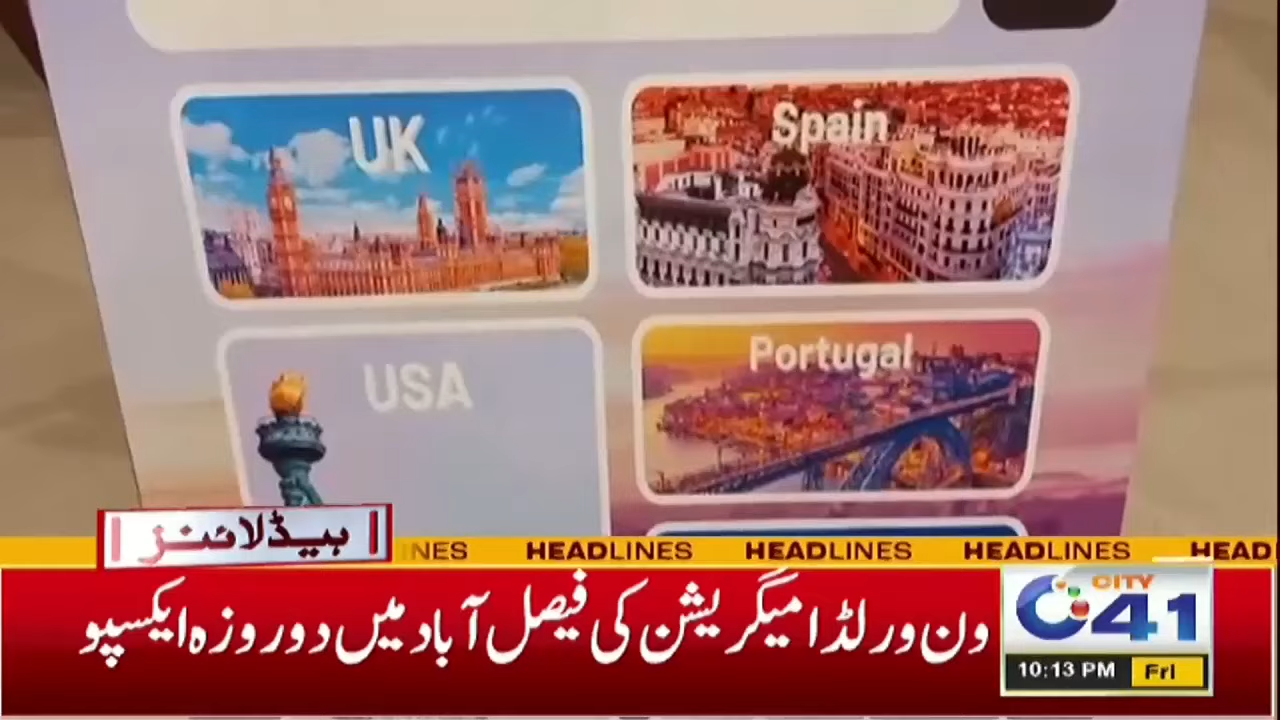 UK
Spain
USA
Portugal
ہیڈلائنز
INES HEADLINES HEADLINES HEADLINES HEAD
ون ورلڈ امیگریشن کی فیصل آباد میں دو روزہ ایکسپو
CITY
41
10:13 PM Fri